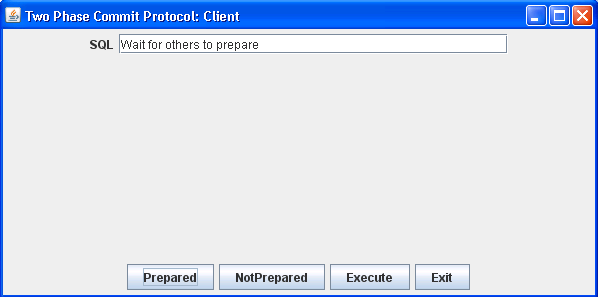 Two Phase Commit Protocol: Client
SQL Wait for others to prepare
Prepared NotPrepared Execute Exit